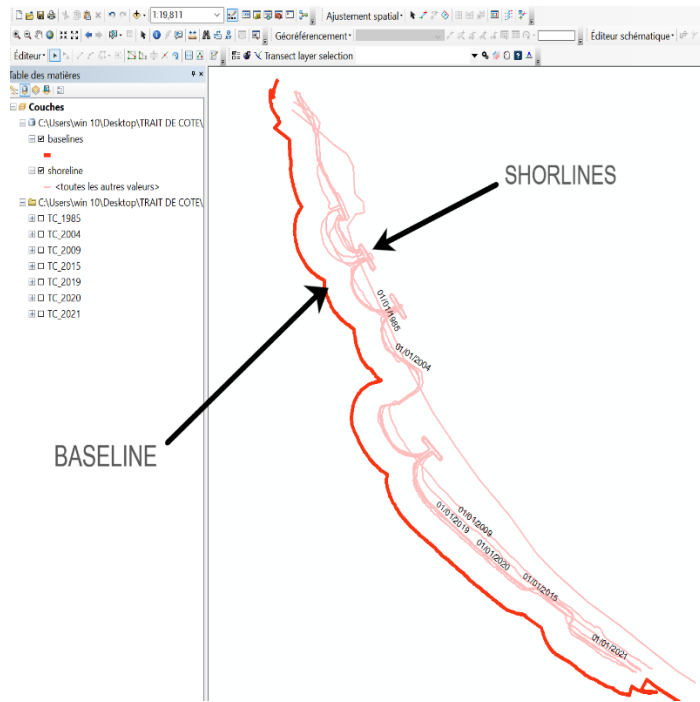 1:19,811
Ajustement spatial
Géoréférencement
Éditeur schématique
Éditeur
Transect layer selection
Table des matières
Couches
C:\Users\win 10\Desktop\TRAIT DE COTE\
baselines
shoreline
<toutes les autres valeurs>
C:\Users\win 10\Desktop\TRAIT DE COTE\
TC_1985
TC_2004
TC_2009
TC_2015
TC_2019
TC_2020
TC_2021
SHORLINES
01/01/1985
01/01/2004
BASELINE
01/01/2009
01/01/2019
01/01/2020
01/01/2015
01/01/2021